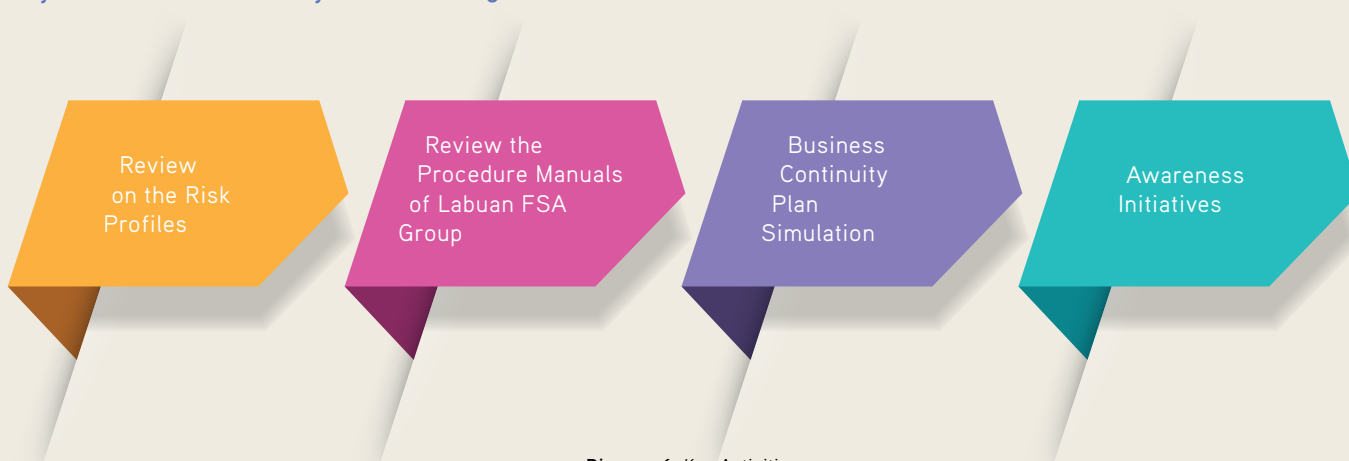 Review
on the Risk
Profiles
Review the
Procedure Manuals
of Labuan FSA
Group
Business
Continuity
Plan
Simulation
Awareness
Initiatives